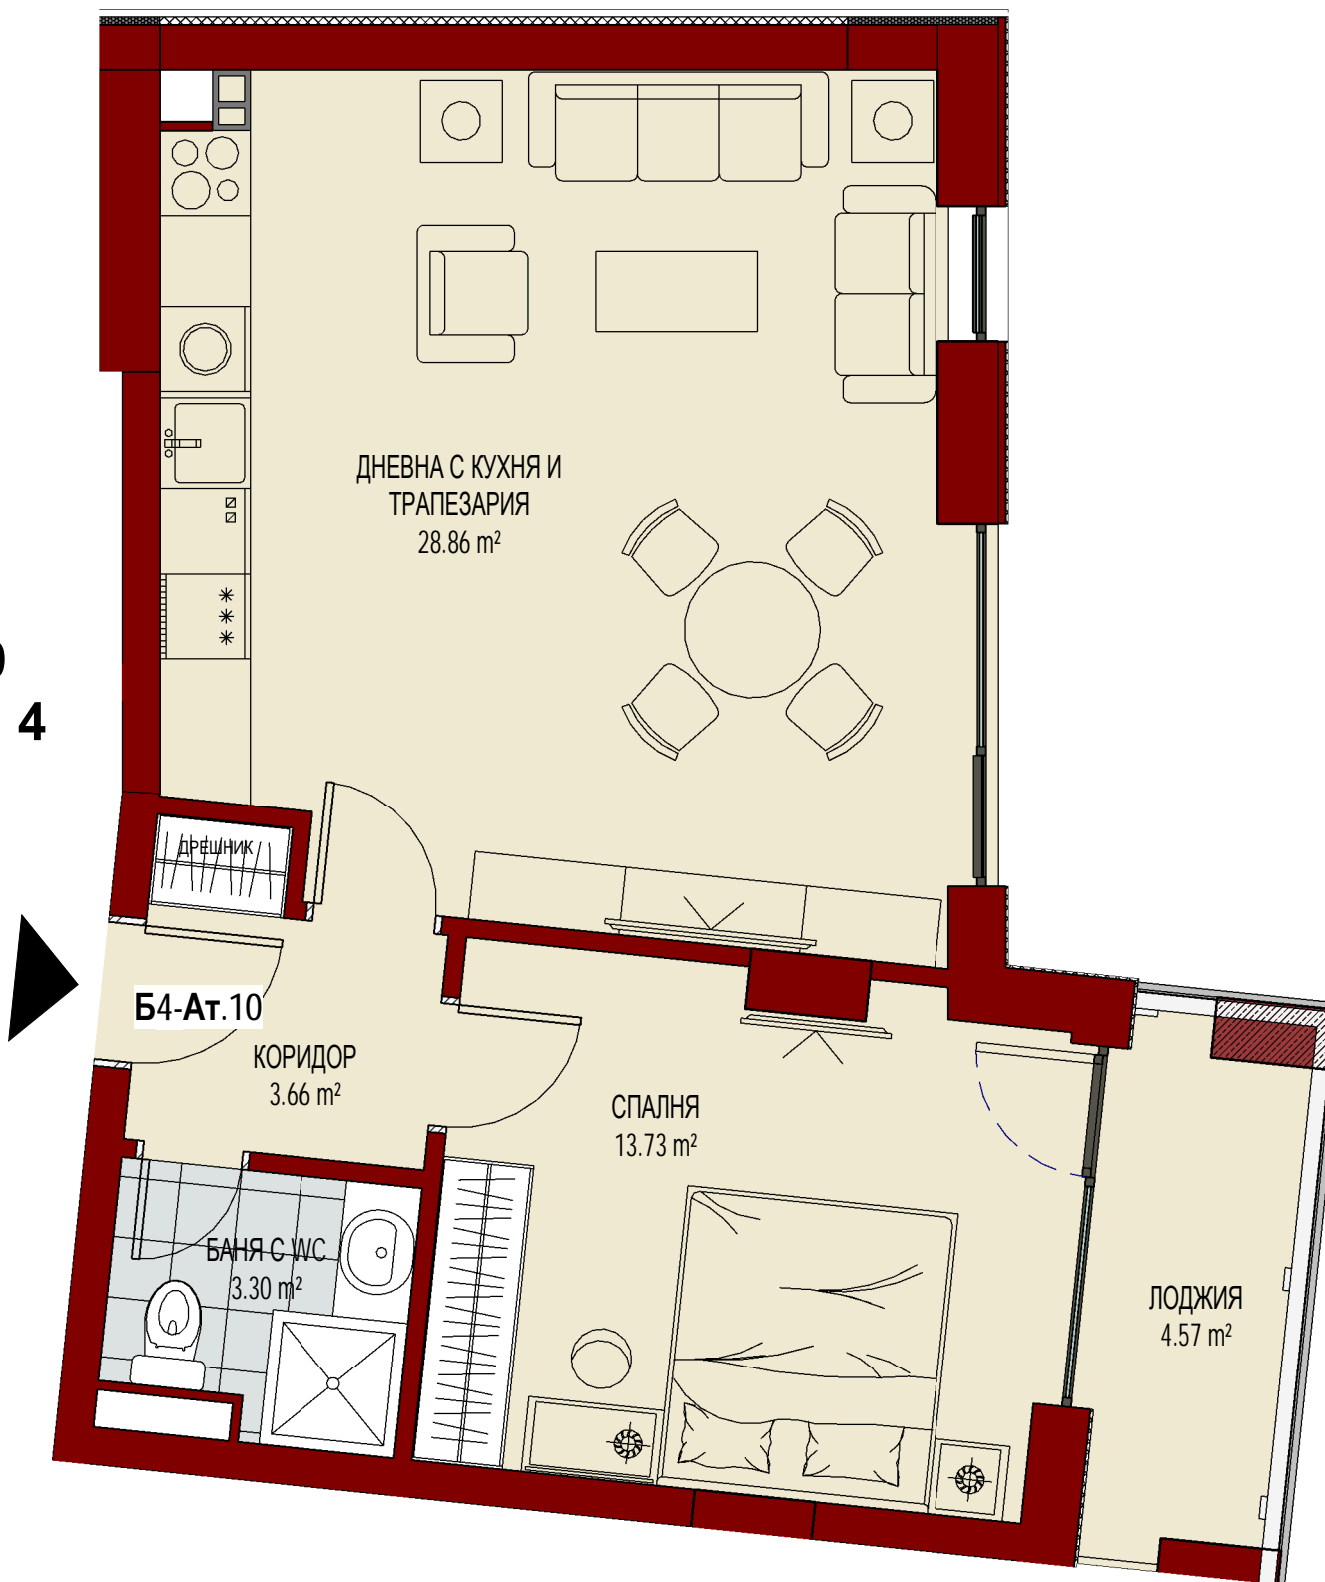 ДНЕВНА С КУХНЯ И
ТРАПЕЗАРИЯ
28.86 m²
4
ДРЕШНИК
Б4-Ат.10
КОРИДОР
3.66 m²
СПАЛНЯ
13.73 m²
БАНЯ С WC
3.30 m²
ЛОДЖИЯ
4.57 m²